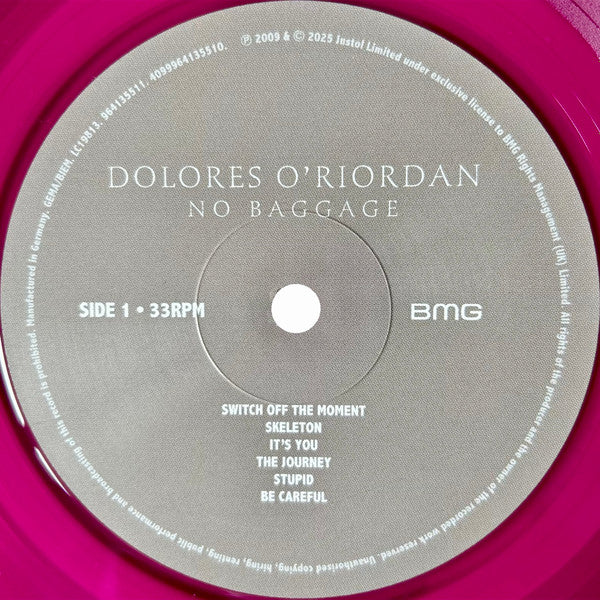 DOLORES O'RIORDAN
NO BAGGAGE
SIDE 1 • 33RPM
BMG
SWITCH OFF THE MOMENT
SKELETON
IT'S YOU
THE JOURNEY
STUPID
BE CAREFUL
℗ 2009 & © 2025 Instol Limited under exclusive license to BMG Rights Management (UK) Limited. All rights of the producer and the owner of the recorded work reserved. Unauthorised copying, hiring, renting, public performance and broadcasting of this record is prohibited. Manufactured in Germany. GEMA/BIEM. LC19813. 964135511. 4099964135510.